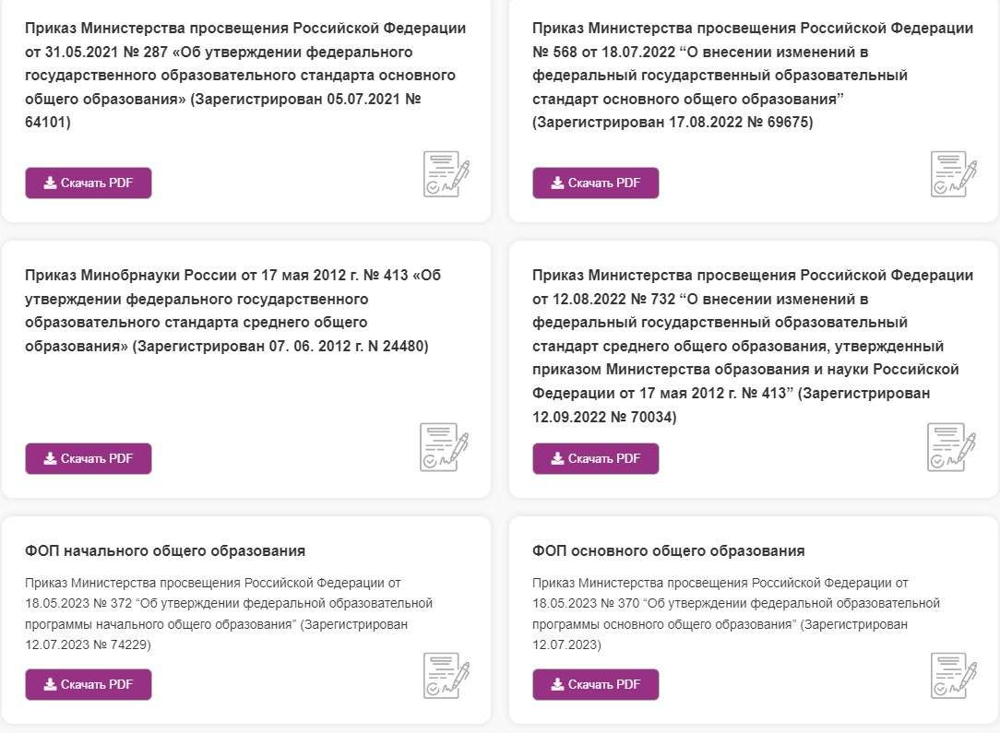 Приказ Министерства просвещения Российской Федерации
от 31.05.2021 № 287 «Об утверждении федерального
государственного образовательного стандарта основного
общего образования» (Зарегистрирован 05.07.2021 №
64101)
Скачать PDF
Приказ Министерства просвещения Российской Федерации
№ 568 от 18.07.2022 “О внесении изменений в
федеральный государственный образовательный
стандарт основного общего образования”
(Зарегистрирован 17.08.2022 № 69675)
Скачать PDF
Приказ Минобрнауки России от 17 мая 2012 г. № 413 «Об
утверждении федерального государственного
образовательного стандарта среднего общего
образования» (Зарегистрирован 07. 06. 2012 г. N 24480)
Скачать PDF
Приказ Министерства просвещения Российской Федерации
от 12.08.2022 № 732 “О внесении изменений в
федеральный государственный образовательный
стандарт среднего общего образования, утвержденный
приказом Министерства образования и науки Российской
Федерации от 17 мая 2012 г. № 413” (Зарегистрирован
12.09.2022 № 70034)
Скачать PDF
ФОП начального общего образования
Приказ Министерства просвещения Российской Федерации от
18.05.2023 № 372 “Об утверждении федеральной образовательной
программы начального общего образования” (Зарегистрирован
12.07.2023 № 74229)
Скачать PDF
ФОП основного общего образования
Приказ Министерства просвещения Российской Федерации от
18.05.2023 № 370 “Об утверждении федеральной образовательной
программы основного общего образования” (Зарегистрирован
12.07.2023)
Скачать PDF